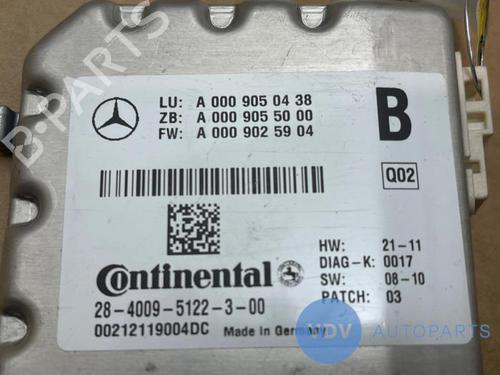 LU: A 000 905 04 38
ZB: A 000 905 50 00
FW: A 000 902 59 04
B
Q02
HW: 21-11
DIAG-K: 0017
SW: 08-10
PATCH: 03
Continental
28-4009-5122-3-00
00212119004DC Made in Germany
B-PARTS
VDV AUTOPARTS